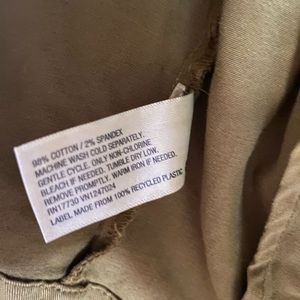 98% COTTON / 2% SPANDEX
MACHINE WASH COLD SEPARATELY.
GENTLE CYCLE. ONLY NON-CHLORINE
BLEACH IF NEEDED. TUMBLE DRY LOW.
REMOVE PROMPTLY. WARM IRON IF NEEDED.
RN17730 VN1247024
LABEL MADE FROM 100% RECYCLED PLASTIC